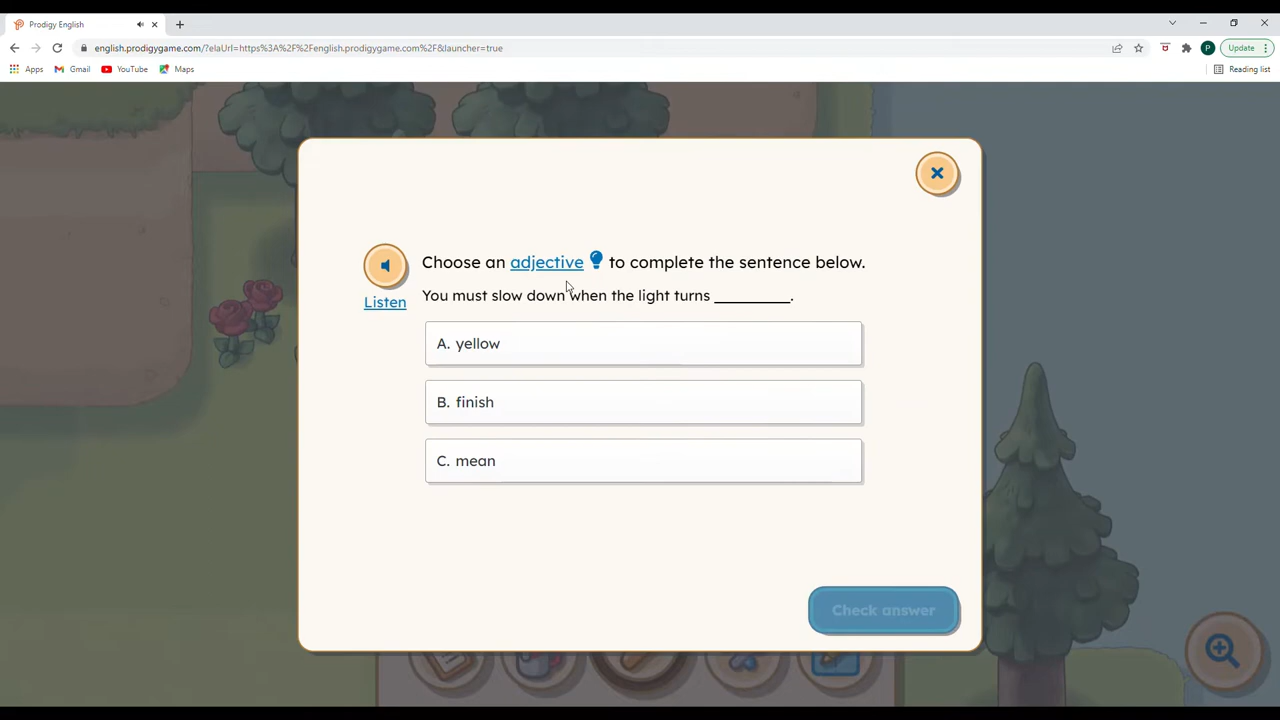 Prodigy English
english.prodigygame.com/?elaUrl=https%3A%2F%2Fenglish.prodigygame.com%2F&launcher=true
P
Update
Apps
Gmail
YouTube
Maps
Reading list
Choose an adjective to complete the sentence below.
Listen
You must slow down when the light turns _________.
A. yellow
B. finish
C. mean
Check answer